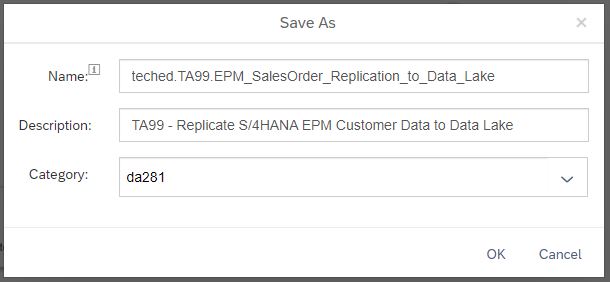 Save As
×
Name: i
teched.TA99.EPM_SalesOrder_Replication_to_Data_Lake
Description:
TA99 - Replicate S/4HANA EPM Customer Data to Data Lake
Category:
da281
OK Cancel